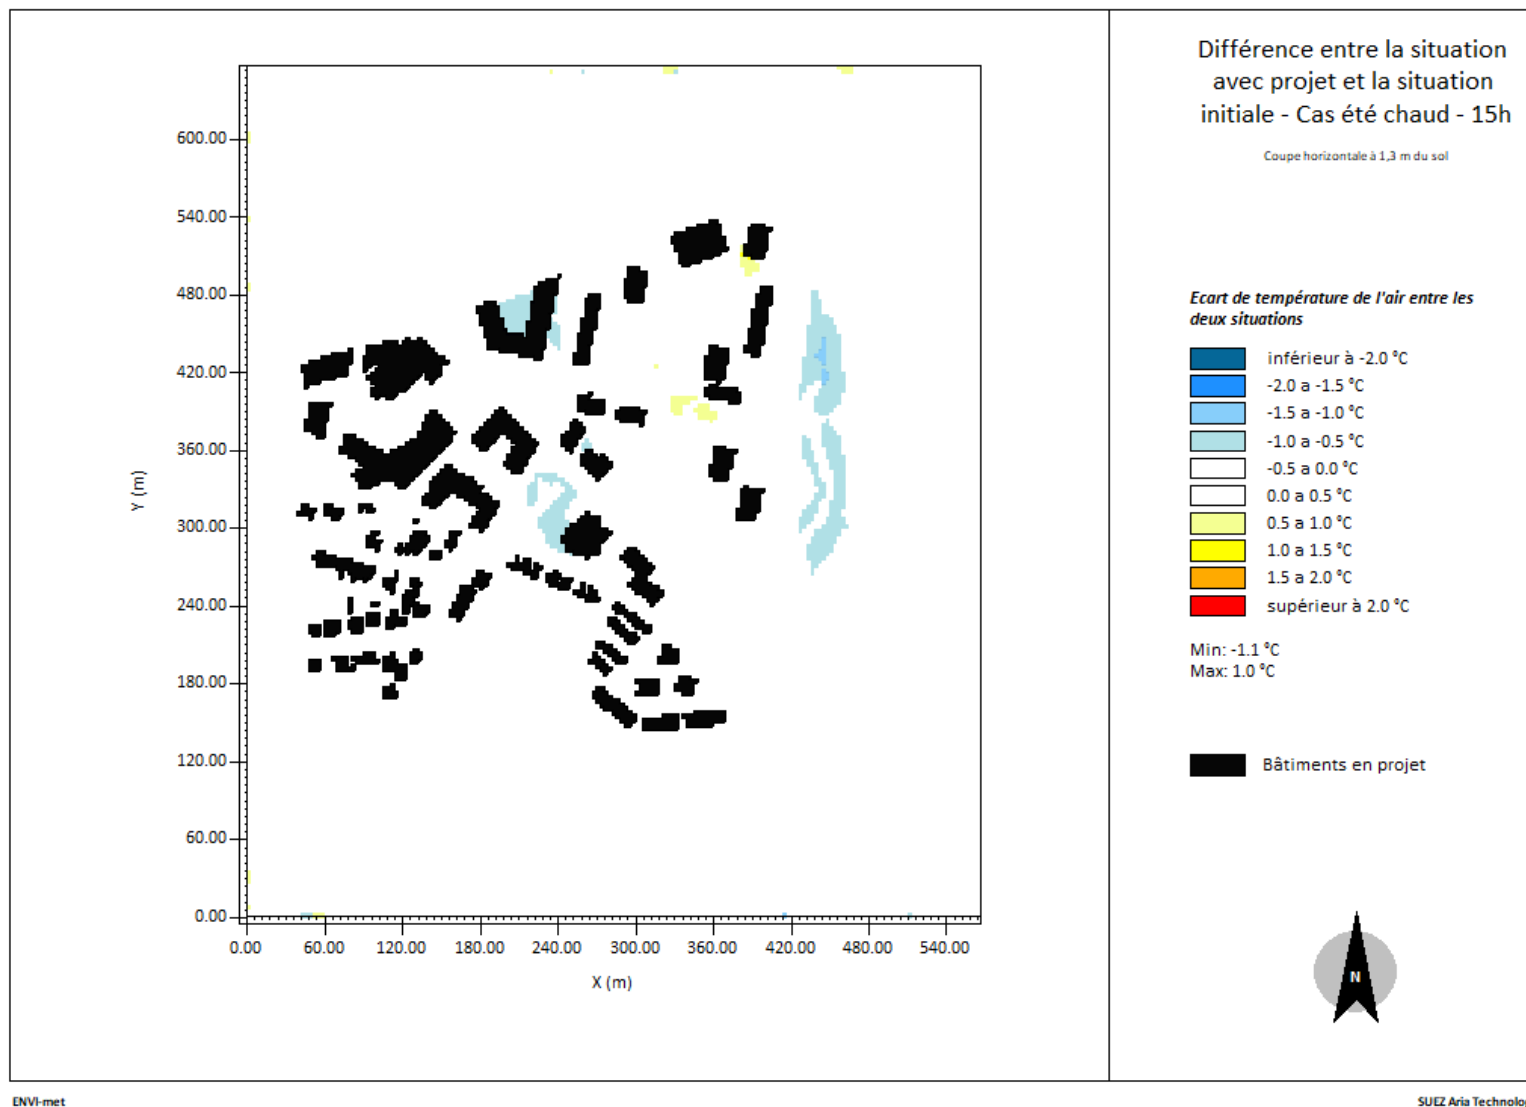 Différence entre la situation
avec projet et la situation
initiale - Cas été chaud - 15h
Coupe horizontale à 1,3 m du sol
600.00
540.00
480.00
420.00
360.00
300.00
240.00
180.00
120.00
60.00
0.00
Y (m)
0.00 60.00 120.00 180.00 240.00 300.00 360.00 420.00 480.00 540.00
X (m)
Ecart de température de l'air entre les
deux situations
inférieur à -2.0 °C
-2.0 a -1.5 °C
-1.5 a -1.0 °C
-1.0 a -0.5 °C
-0.5 a 0.0 °C
0.0 a 0.5 °C
0.5 a 1.0 °C
1.0 a 1.5 °C
1.5 a 2.0 °C
supérieur à 2.0 °C
Min: -1.1 °C
Max: 1.0 °C
Bâtiments en projet
N
ENVI-met
SUEZ Aria